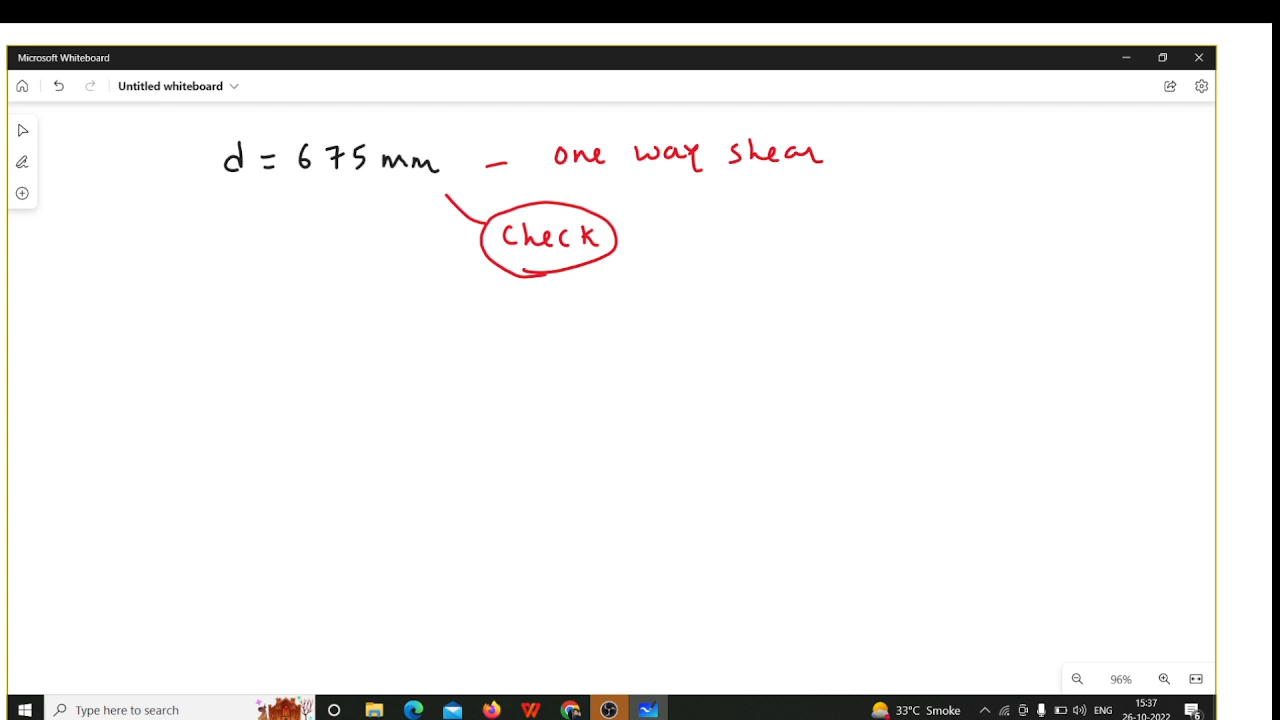 Microsoft Whiteboard
Untitled whiteboard
d = 675 mm - one way shear
check
96%
Type here to search
33°C Smoke
ENG
15:37
26-10-2022
6